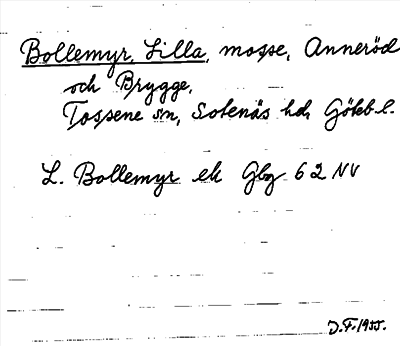 Bollemyr, Lilla, mosse, Anneröd
och Brygge,
Tossene sn, Sotenäs hd, Göteb. l.
L. Bollemyr ek Gbg 62 NV
J.F. 1955.